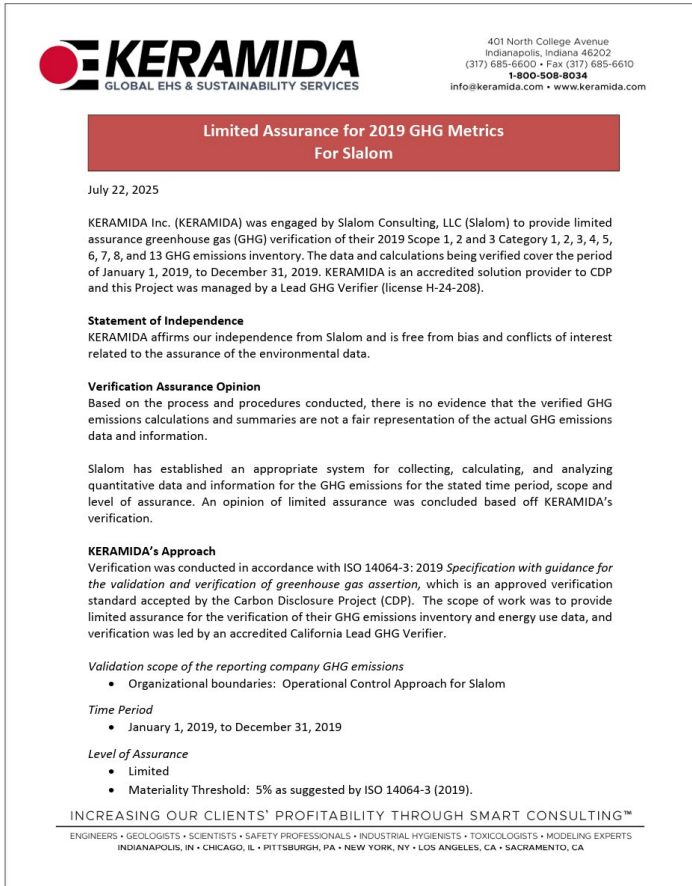 KERAMIDA
GLOBAL EHS & SUSTAINABILITY SERVICES
401 North College Avenue
Indianapolis, Indiana 46202
(317) 685-6600 • Fax (317) 685-6610
1-800-508-8034
info@keramida.com • www.keramida.com
Limited Assurance for 2019 GHG Metrics
For Slalom
July 22, 2025
KERAMIDA Inc. (KERAMIDA) was engaged by Slalom Consulting, LLC (Slalom) to provide limited
assurance greenhouse gas (GHG) verification of their 2019 Scope 1, 2 and 3 Category 1, 2, 3, 4, 5,
6, 7, 8, and 13 GHG emissions inventory. The data and calculations being verified cover the period
of January 1, 2019, to December 31, 2019. KERAMIDA is an accredited solution provider to CDP
and this Project was managed by a Lead GHG Verifier (license H-24-208).
Statement of Independence
KERAMIDA affirms our independence from Slalom and is free from bias and conflicts of interest
related to the assurance of the environmental data.
Verification Assurance Opinion
Based on the process and procedures conducted, there is no evidence that the verified GHG
emissions calculations and summaries are not a fair representation of the actual GHG emissions
data and information.
Slalom has established an appropriate system for collecting, calculating, and analyzing
quantitative data and information for the GHG emissions for the stated time period, scope and
level of assurance. An opinion of limited assurance was concluded based off KERAMIDA's
verification.
KERAMIDA's Approach
Verification was conducted in accordance with ISO 14064-3: 2019 Specification with guidance for
the validation and verification of greenhouse gas assertion, which is an approved verification
standard accepted by the Carbon Disclosure Project (CDP). The scope of work was to provide
limited assurance for the verification of their GHG emissions inventory and energy use data, and
verification was led by an accredited California Lead GHG Verifier.
Validation scope of the reporting company GHG emissions
• Organizational boundaries: Operational Control Approach for Slalom
Time Period
• January 1, 2019, to December 31, 2019
Level of Assurance
• Limited
• Materiality Threshold: 5% as suggested by ISO 14064-3 (2019).
INCREASING OUR CLIENTS' PROFITABILITY THROUGH SMART CONSULTING™
ENGINEERS • GEOLOGISTS • SCIENTISTS • SAFETY PROFESSIONALS • INDUSTRIAL HYGIENISTS • TOXICOLOGISTS • MODELING EXPERTS
INDIANAPOLIS, IN • CHICAGO, IL • PITTSBURGH, PA • NEW YORK, NY • LOS ANGELES, CA • SACRAMENTO, CA